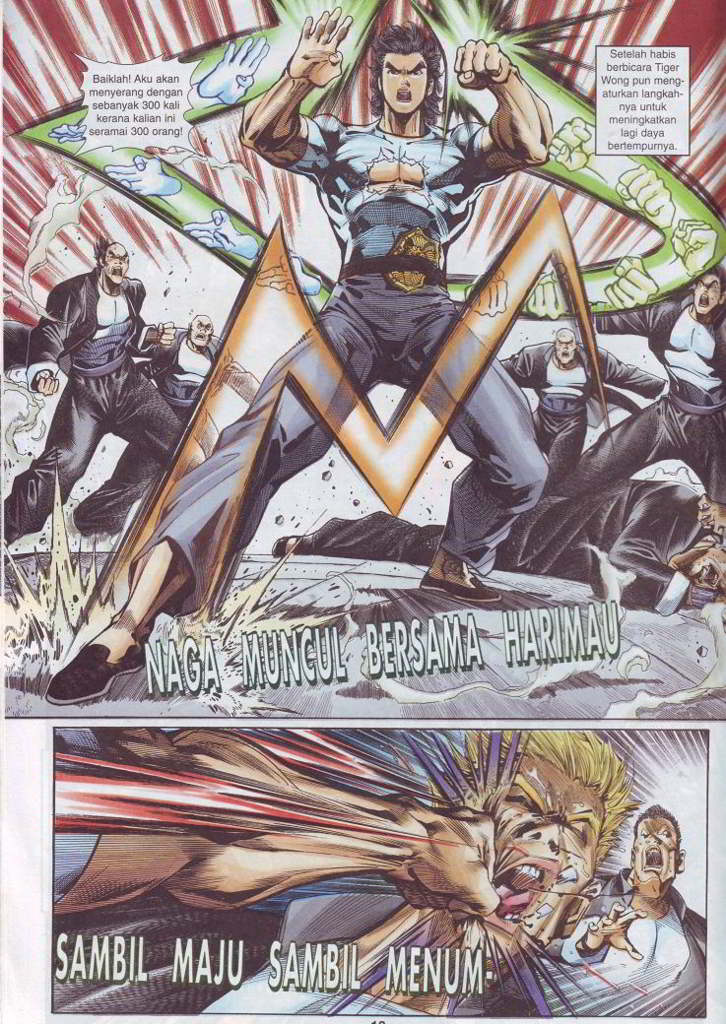 Baiklah! Aku akan
menyerang dengan
sebanyak 300 kali
kerana kalian ini
seramai 300 orang!
Setelah habis
berbicara Tiger
Wong pun meng-
aturkan langkah-
nya untuk
meningkatkan
lagi daya
bertempurnya.
NAGA MUNCUL BERSAMA HARIMAU
SAMBIL MAJU SAMBIL MENUM-